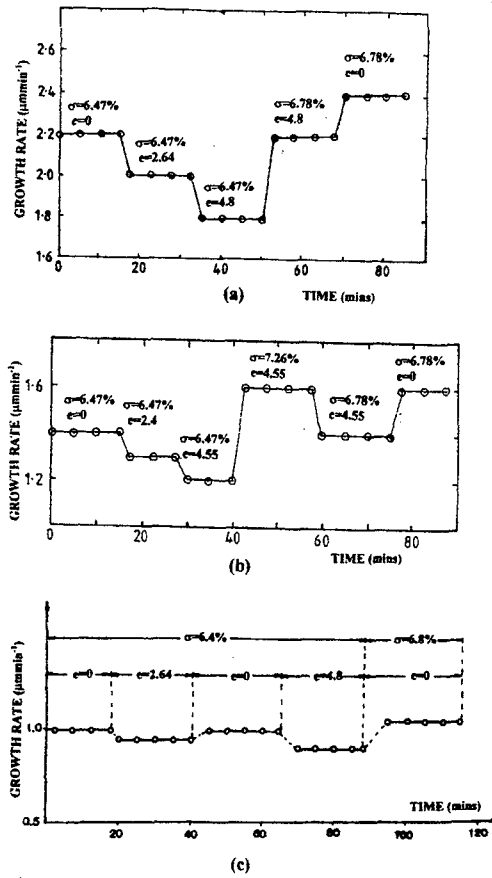 GROWTH RATE (μmmin⁻¹)
2·6
2·4
2·2
2·0
1·8
1·6
σ=6.47%
e=0
σ=6.47%
e=2.64
σ=6.47%
e=4.8
σ=6.78%
e=4.8
σ=6.78%
e=0
0
20
40
60
80
TIME (mins)
(a)
GROWTH RATE (μmmin⁻¹)
1·6
1·2
σ=6.47%
e=0
σ=6.47%
e=2.4
σ=6.47%
e=4.55
σ=7.26%
e=4.55
σ=6.78%
e=4.55
σ=6.78%
e=0
0
20
40
60
80
TIME (mins)
(b)
GROWTH RATE (μmmin⁻¹)
1.0
0.5
σ=6.4%
σ=6.8%
e=0
e=2.64
e=0
e=4.8
e=0
TIME (mins)
20
40
60
80
100
120
(c)